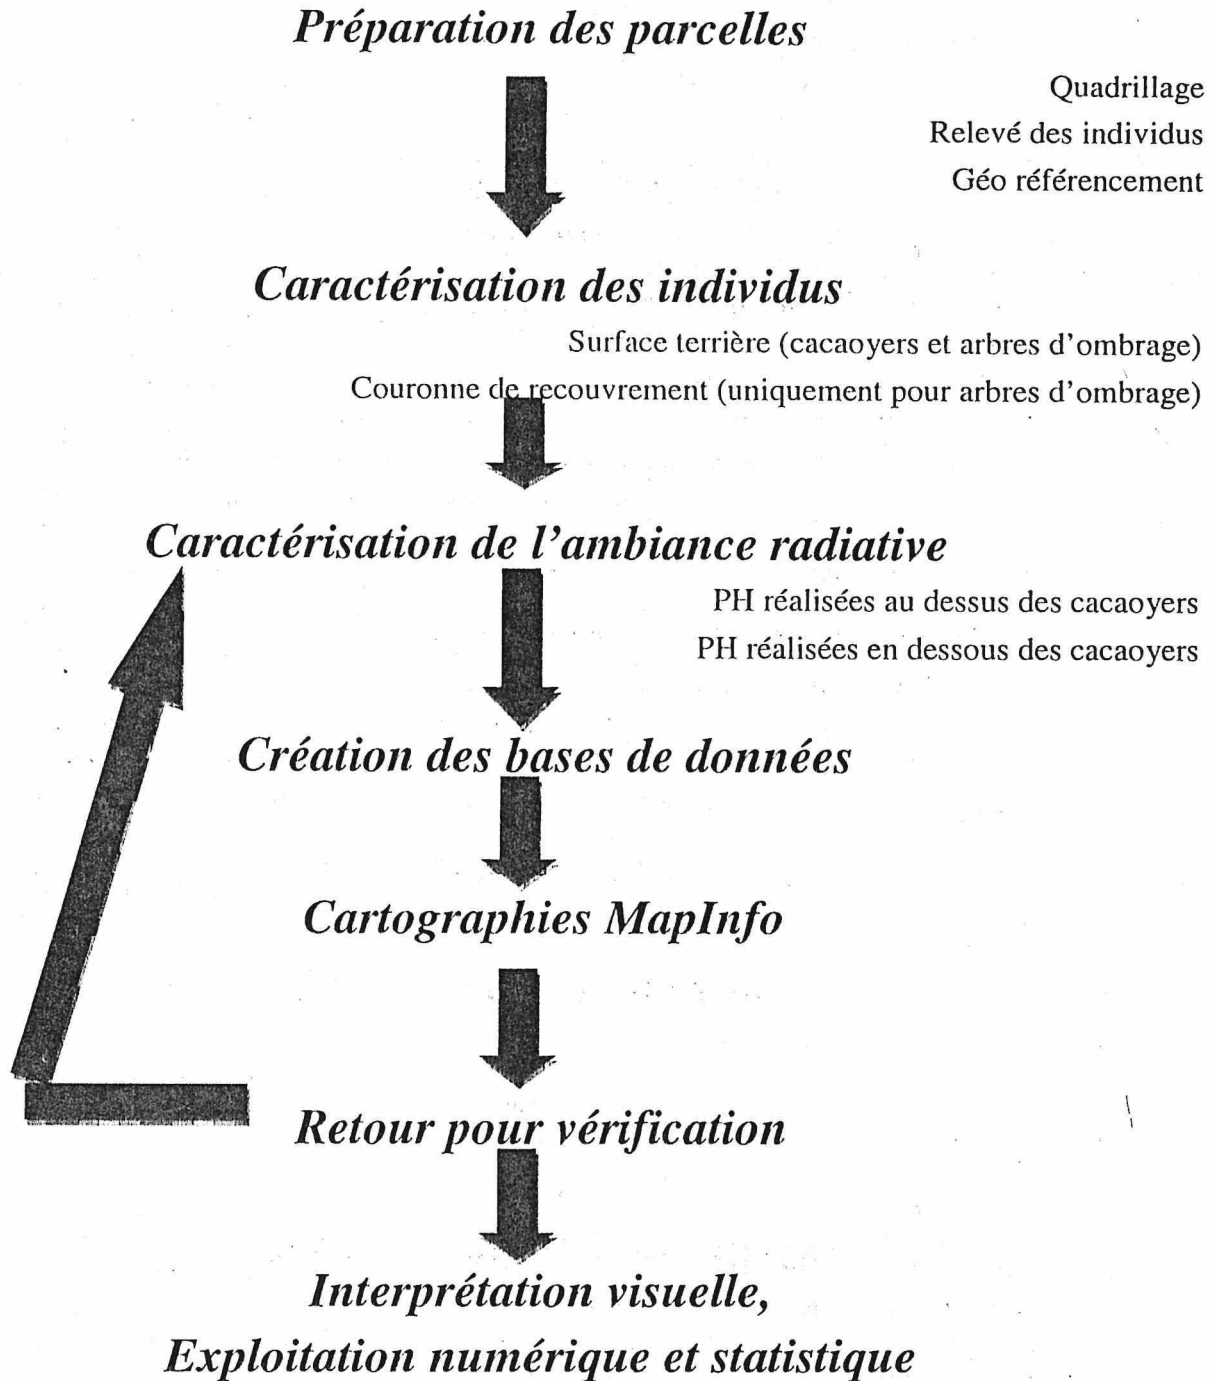 Préparation des parcelles
Quadrillage
Relevé des individus
Géo référencement
Caractérisation des individus
Surface terrière (cacaoyers et arbres d'ombrage)
Couronne de recouvrement (uniquement pour arbres d'ombrage)
Caractérisation de l'ambiance radiative
PH réalisées au dessus des cacaoyers
PH réalisées en dessous des cacaoyers
Création des bases de données
Cartographies MapInfo
Retour pour vérification
Interprétation visuelle,
Exploitation numérique et statistique